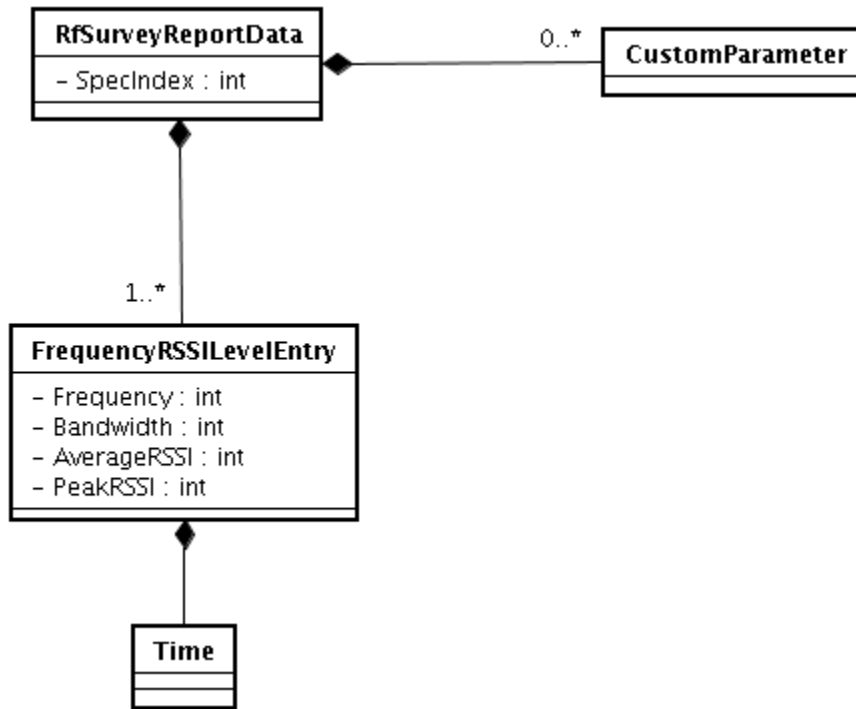 RfSurveyReportData
- SpecIndex : int
0..*
CustomParameter
1..*
FrequencyRSSILevelEntry
- Frequency : int
- Bandwidth : int
- AverageRSSI : int
- PeakRSSI : int
Time